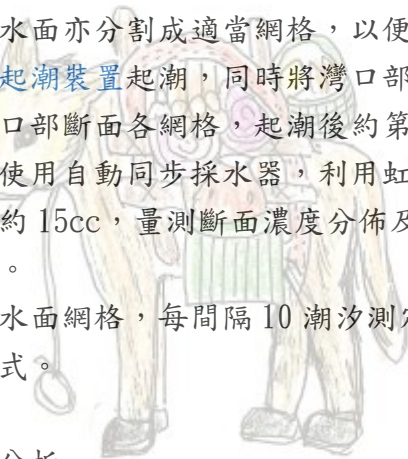 水面亦分割成適當網格，以便
起潮裝置起潮，同時將灣口部
口部斷面各網格，起潮後約第
使用自動同步採水器，利用虹
約 15cc，量測斷面濃度分佈及
。
水面網格，每間隔 10 潮汐測
式。